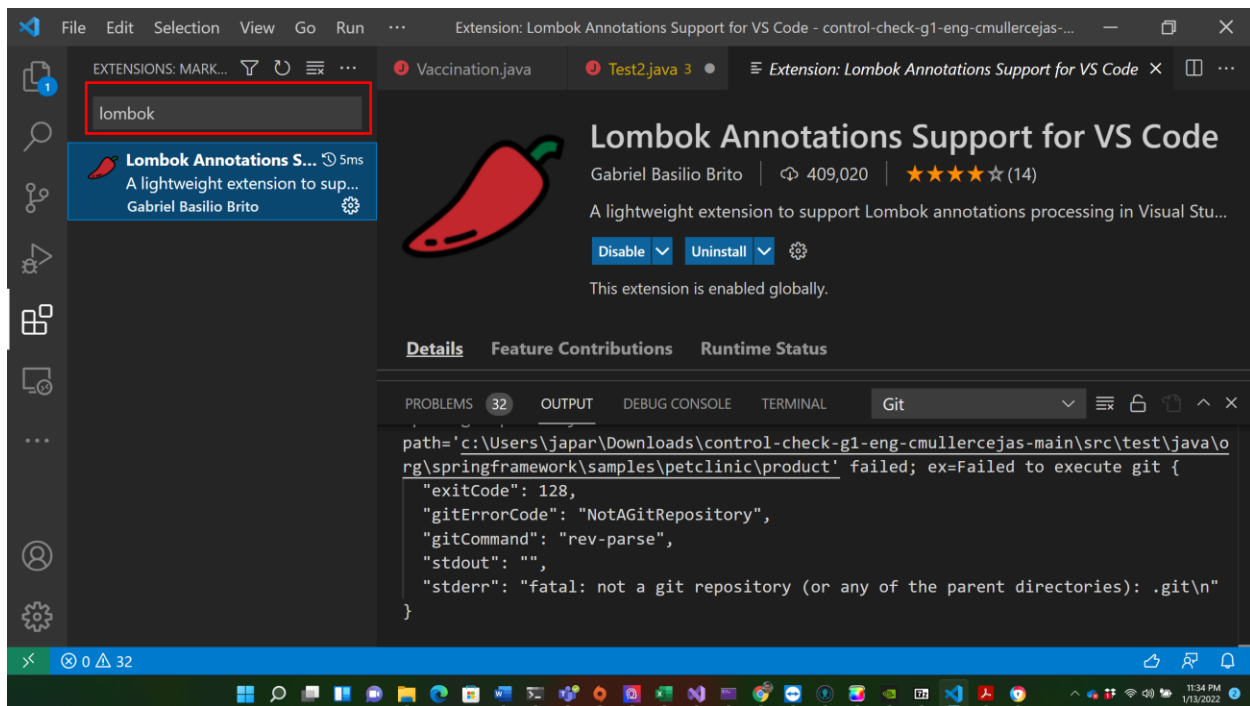 File Edit Selection View Go Run ··· Extension: Lombok Annotations Support for VS Code - control-check-g1-eng-cmullercejas-...
EXTENSIONS: MARK... ···
Vaccination.java Test2.java 3 ● Extension: Lombok Annotations Support for VS Code ···
1
lombok
Lombok Annotations S... 5ms
A lightweight extension to sup...
Gabriel Basilio Brito
Lombok Annotations Support for VS Code
Gabriel Basilio Brito | 409,020 | ★★★★☆ (14)
A lightweight extension to support Lombok annotations processing in Visual Stu...
Disable Uninstall
This extension is enabled globally.
Details Feature Contributions Runtime Status
PROBLEMS 32 OUTPUT DEBUG CONSOLE TERMINAL Git
path='c:\Users\japar\Downloads\control-check-g1-eng-cmullercejas-main\src\test\java\o
rg\springframework\samples\petclinic\product' failed; ex=Failed to execute git {
"exitCode": 128,
"gitErrorCode": "NotAGitRepository",
"gitCommand": "rev-parse",
"stdout": "",
"stderr": "fatal: not a git repository (or any of the parent directories): .git\n"
}
0 32
11:34 PM
1/13/2022
2